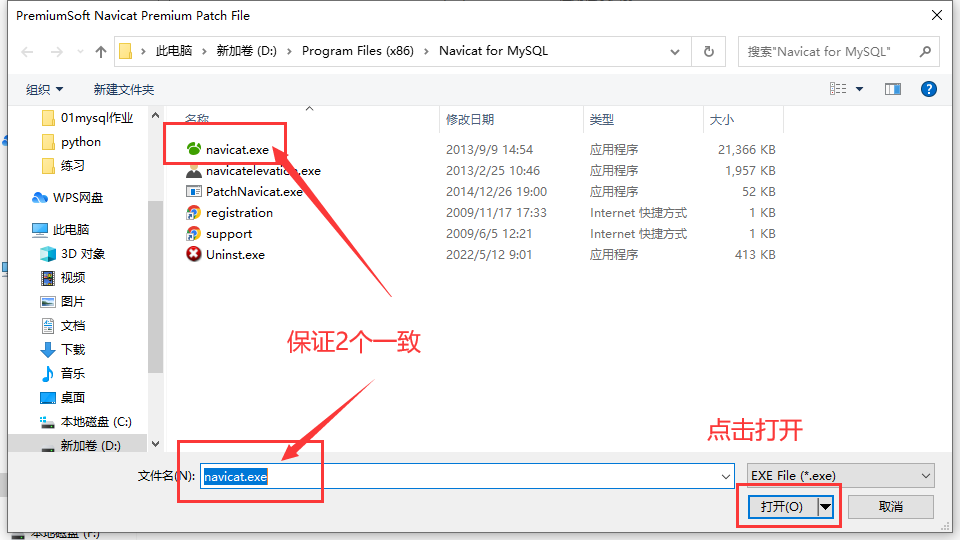 PremiumSoft Navicat Premium Patch File
此电脑 > 新加卷 (D:) > Program Files (x86) > Navicat for MySQL
搜索"Navicat for MySQL"
组织 新建文件夹
名称 修改日期 类型 大小
01mysql作业
python
练习
WPS网盘
此电脑
3D 对象
视频
图片
文档
下载
音乐
桌面
本地磁盘 (C:)
新加卷 (D:)
navicat.exe 2013/9/9 14:54 应用程序 21,366 KB
navicatelevation.exe 2013/2/25 10:46 应用程序 1,957 KB
PatchNavicat.exe 2014/12/26 19:00 应用程序 52 KB
registration 2009/11/17 17:33 Internet 快捷方式 1 KB
support 2009/6/5 12:21 Internet 快捷方式 1 KB
Uninst.exe 2022/5/12 9:01 应用程序 413 KB
保证2个一致
点击打开
文件名(N): navicat.exe EXE File (*.exe)
打开(O) 取消